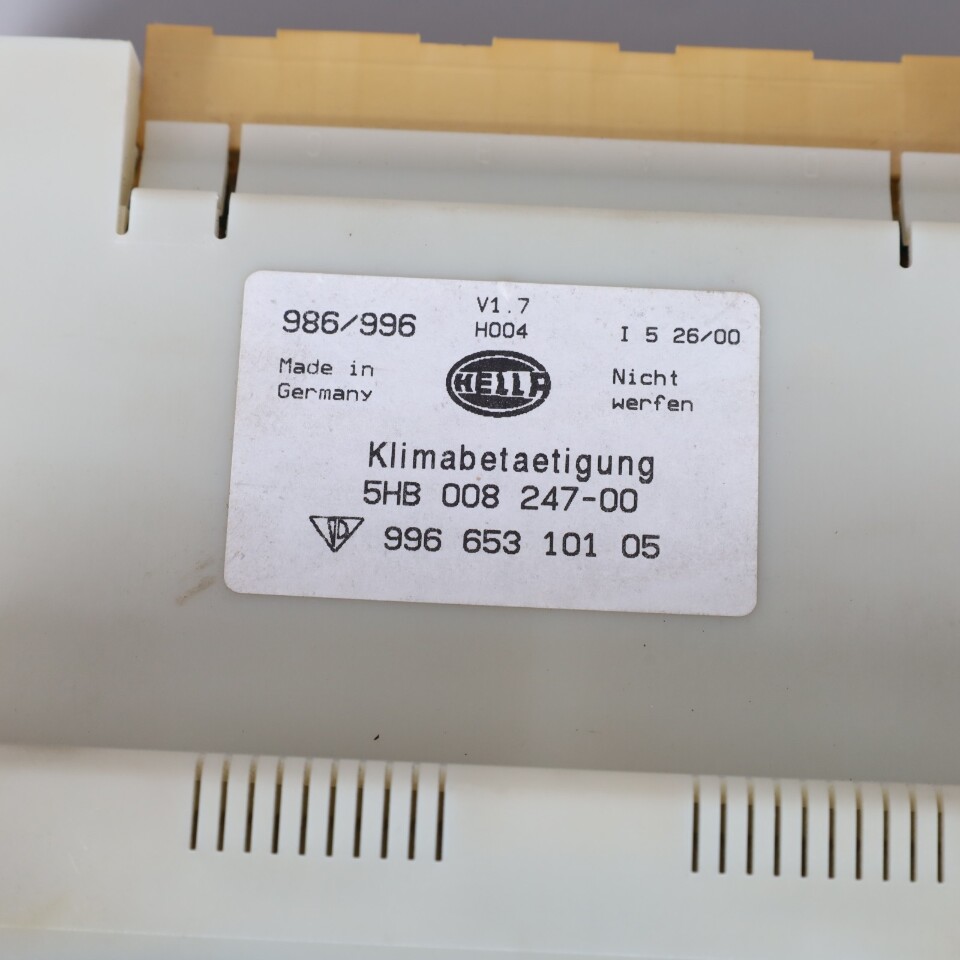 V1.7
986/996 H004 I 5 26/00
Made in
Germany
HELLA
Nicht
werfen
Klimabetaetigung
5HB 008 247-00
996 653 101 05